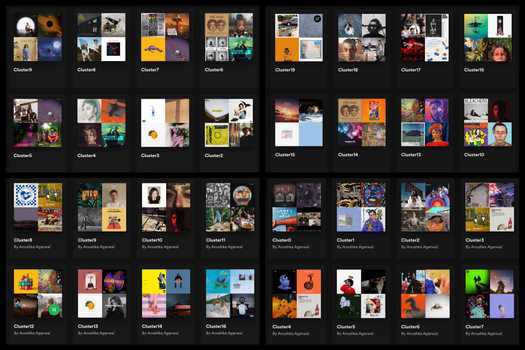 Cluster9
Cluster8
Cluster7
Cluster6
Cluster19
Cluster18
Cluster17
Cluster16
Cluster5
Cluster4
Cluster3
Cluster2
Cluster15
Cluster14
Cluster13
Cluster10
Cluster8
By Anushka Agarwal
Cluster9
By Anushka Agarwal
Cluster10
By Anushka Agarwal
Cluster11
By Anushka Agarwal
Cluster0
By Anushka Agarwal
Cluster1
By Anushka Agarwal
Cluster2
By Anushka Agarwal
Cluster3
By Anushka Agarwal
Cluster12
By Anushka Agarwal
Cluster13
By Anushka Agarwal
Cluster14
By Anushka Agarwal
Cluster16
By Anushka Agarwal
Cluster4
By Anushka Agarwal
Cluster5
By Anushka Agarwal
Cluster6
By Anushka Agarwal
Cluster7
By Anushka Agarwal